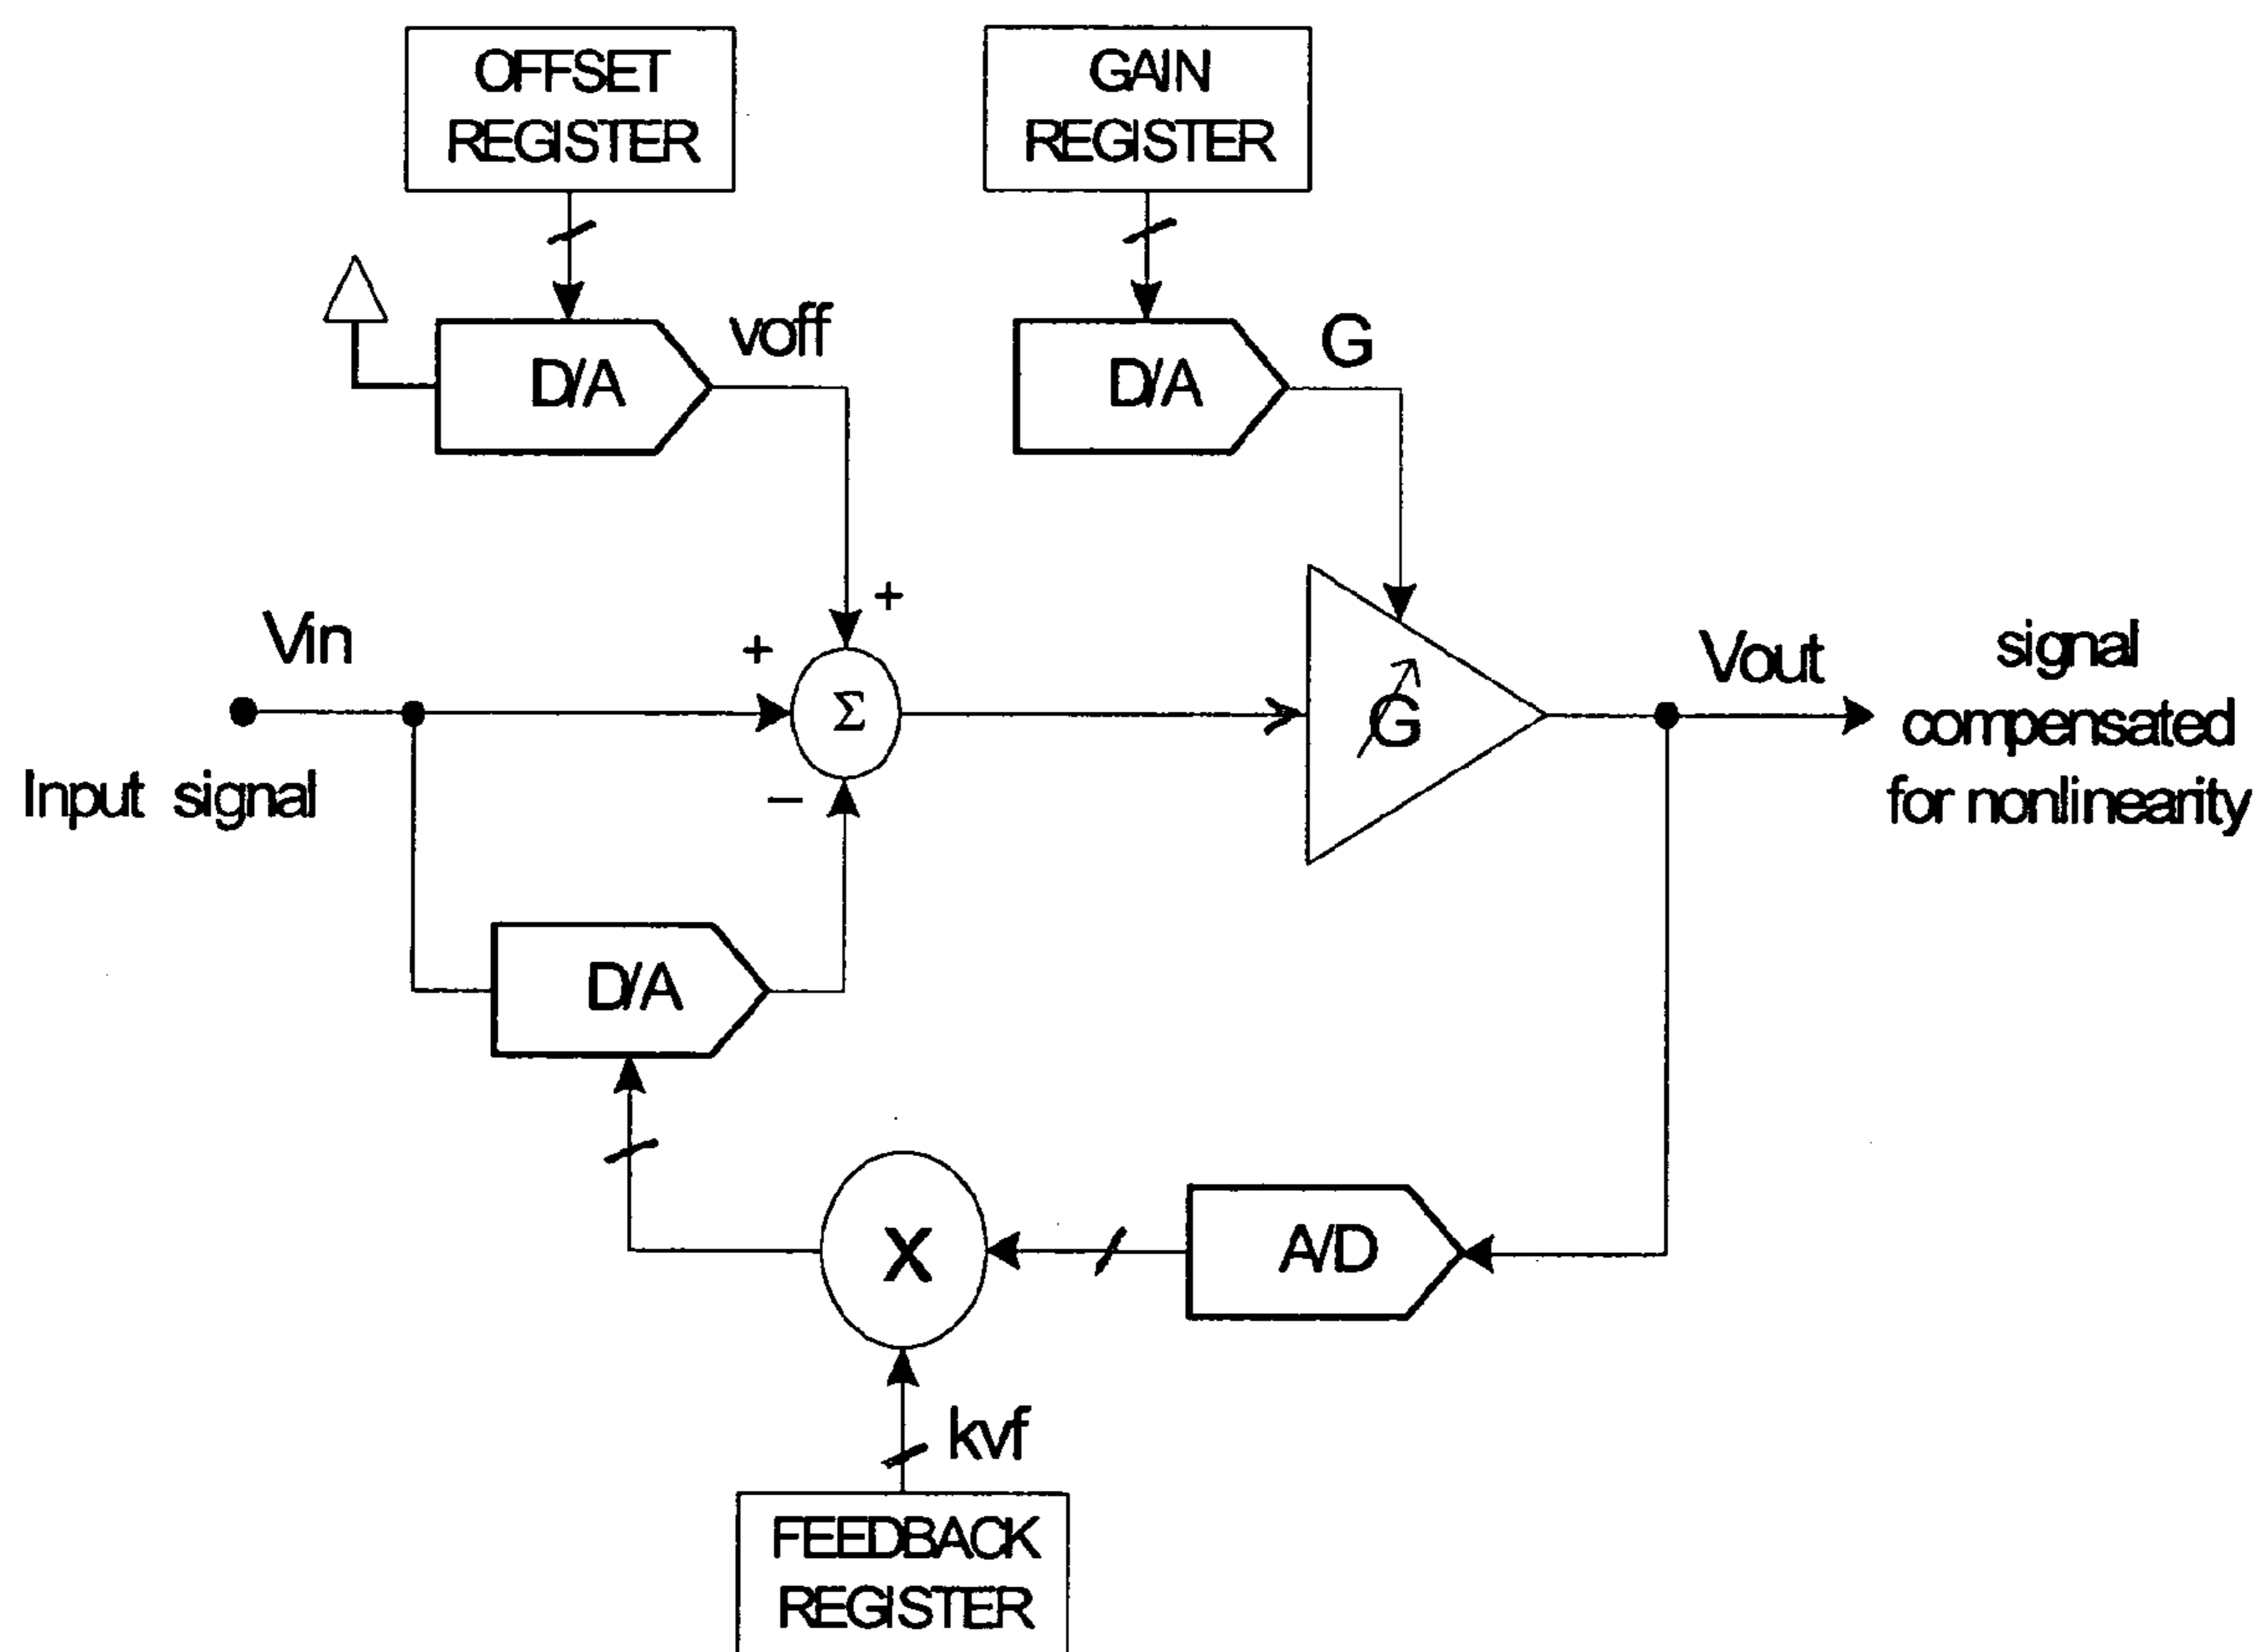 OFFSET
REGISTER
GAIN
REGISTER
D/A
voff
D/A
G
+
Vin
+
Σ
G
Vout
signal
compensated
for nonlinearity
Input signal
−
D/A
X
A/D
kvf
FEEDBACK
REGISTER